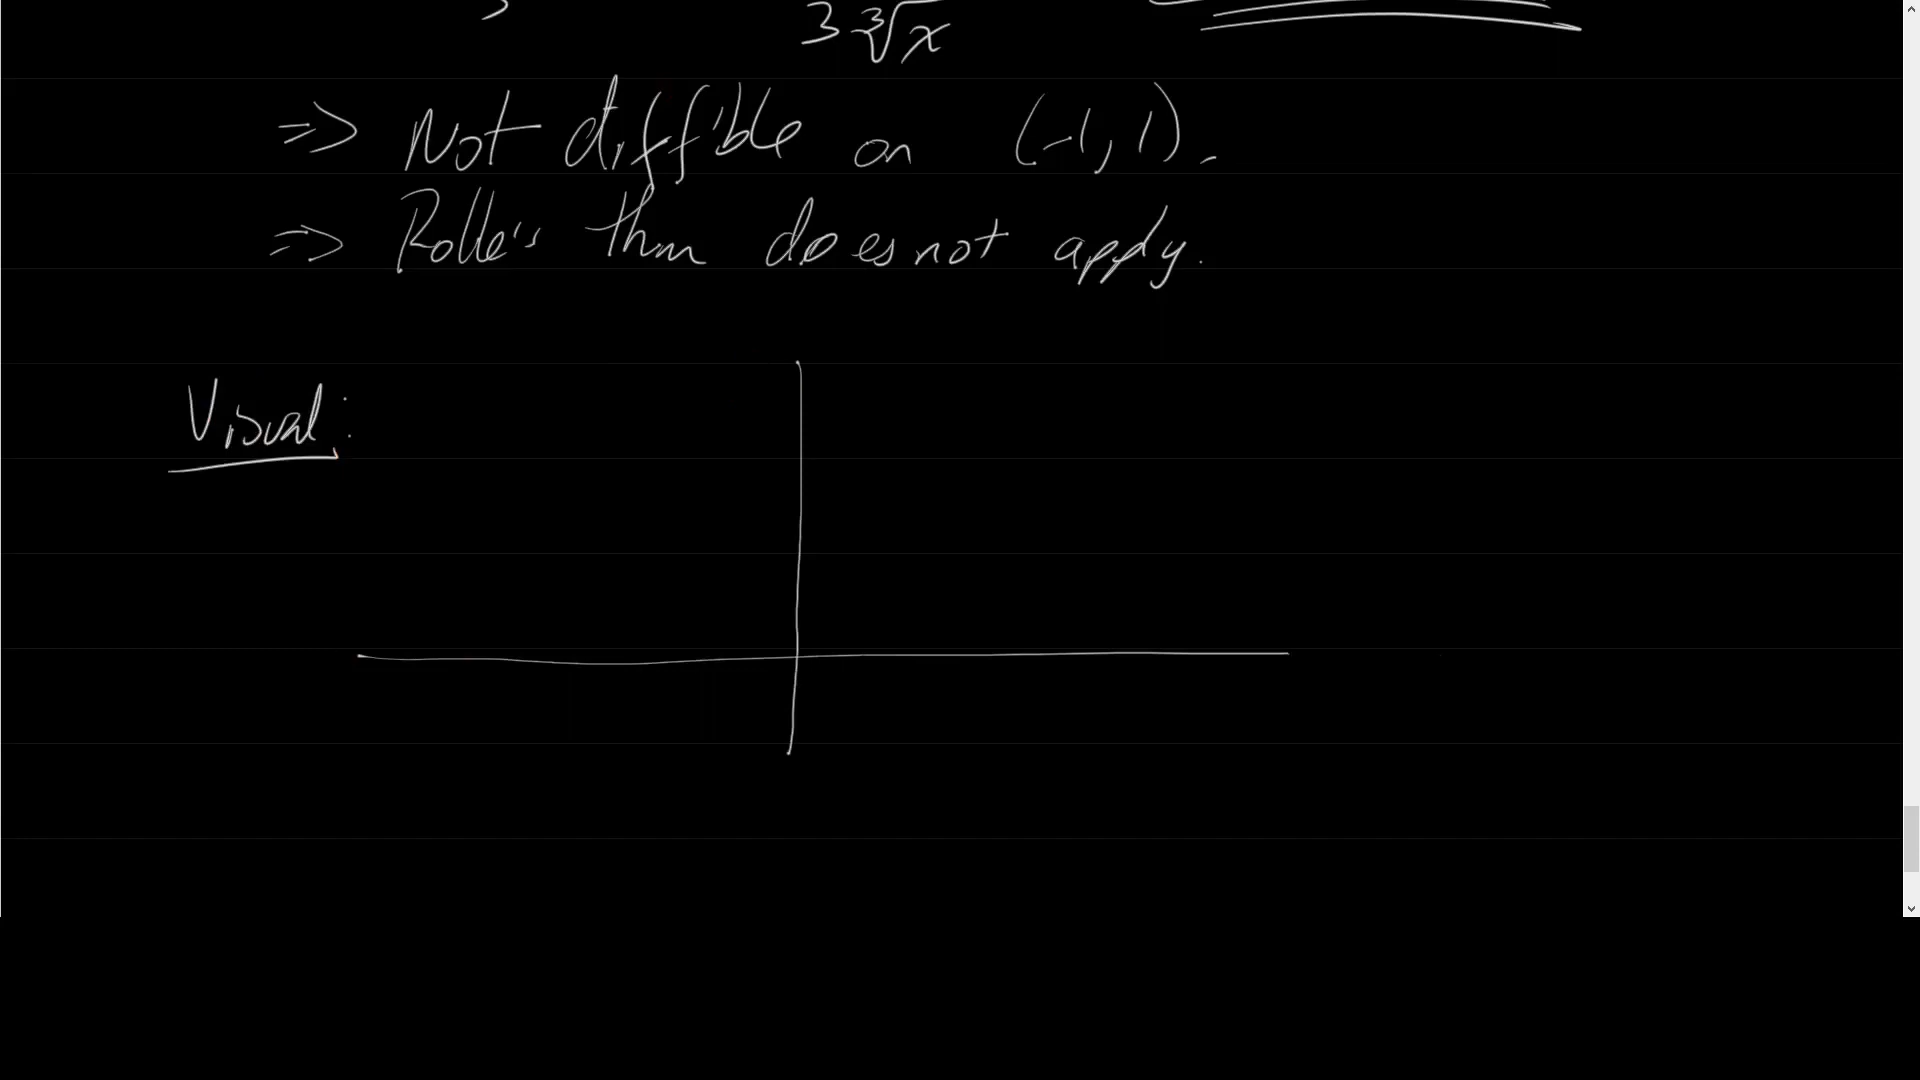 3∛x
=> Not diff'ble on (-1, 1).
=> Rolle's thm does not apply.
Visual: